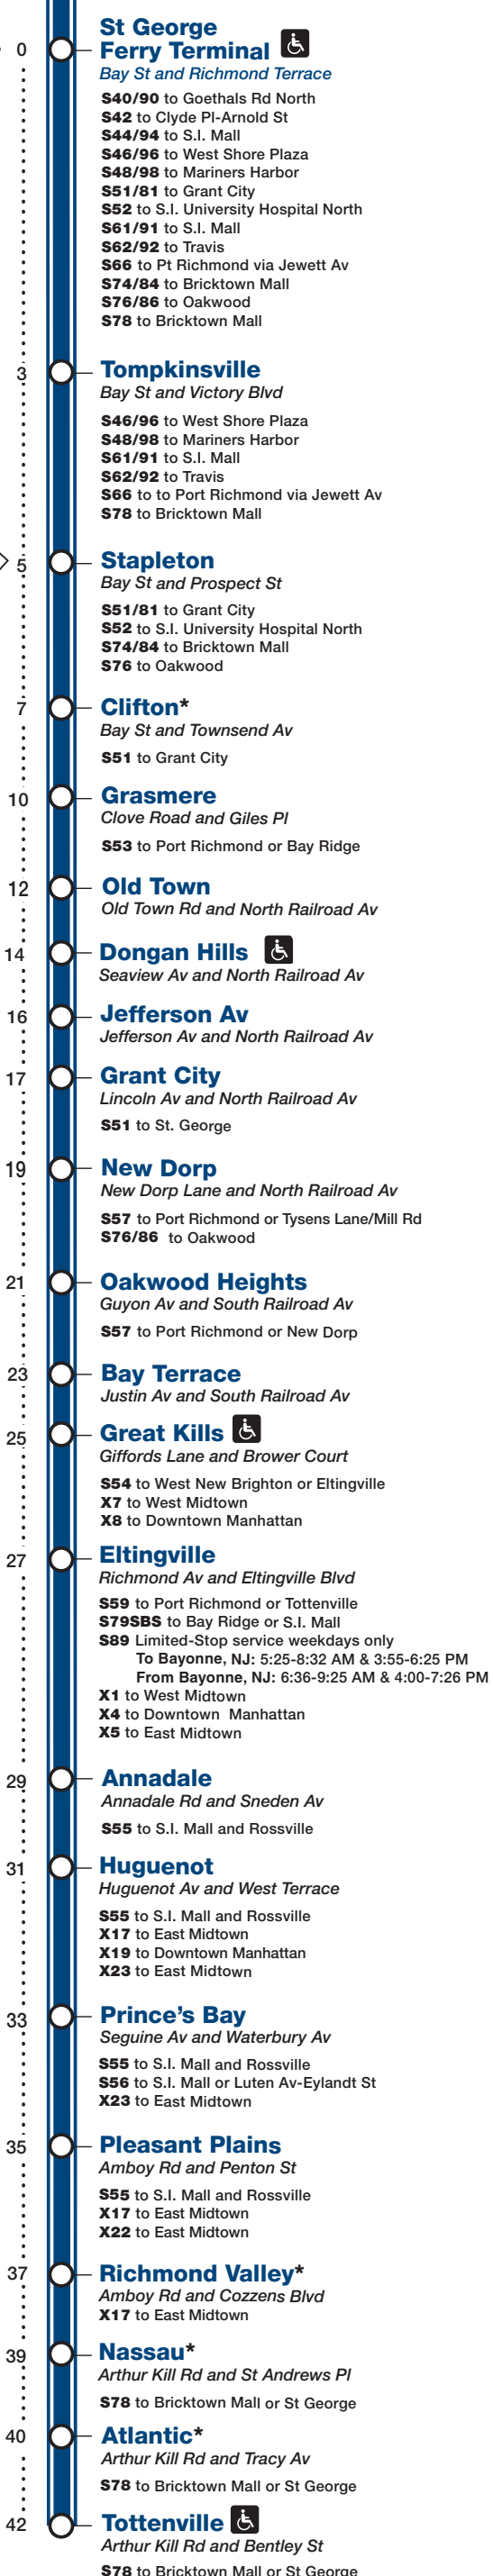 St George
0
Ferry Terminal
Bay St and Richmond Terrace
S40/90 to Goethals Rd North
S42 to Clyde Pl-Arnold St
S44/94 to S.I. Mall
S46/96 to West Shore Plaza
S48/98 to Mariners Harbor
S51/81 to Grant City
S52 to S.I. University Hospital North
S61/91 to S.I. Mall
S62/92 to Travis
S66 to Pt Richmond via Jewett Av
S74/84 to Bricktown Mall
S76/86 to Oakwood
S78 to Bricktown Mall
3 Tompkinsville
Bay St and Victory Blvd
S46/96 to West Shore Plaza
S48/98 to Mariners Harbor
S61/91 to S.I. Mall
S62/92 to Travis
S66 to to Port Richmond via Jewett Av
S78 to Bricktown Mall
5 Stapleton
Bay St and Prospect St
S51/81 to Grant City
S52 to S.I. University Hospital North
S74/84 to Bricktown Mall
S76 to Oakwood
7 Clifton*
Bay St and Townsend Av
S51 to Grant City
10 Grasmere
Clove Road and Giles Pl
S53 to Port Richmond or Bay Ridge
12 Old Town
Old Town Rd and North Railroad Av
14 Dongan Hills
Seaview Av and North Railroad Av
16 Jefferson Av
Jefferson Av and North Railroad Av
17 Grant City
Lincoln Av and North Railroad Av
S51 to St. George
19 New Dorp
New Dorp Lane and North Railroad Av
S57 to Port Richmond or Tysens Lane/Mill Rd
S76/86 to Oakwood
21 Oakwood Heights
Guyon Av and South Railroad Av
S57 to Port Richmond or New Dorp
23 Bay Terrace
Justin Av and South Railroad Av
25 Great Kills
Giffords Lane and Brower Court
S54 to West New Brighton or Eltingville
X7 to West Midtown
X8 to Downtown Manhattan
27 Eltingville
Richmond Av and Eltingville Blvd
S59 to Port Richmond or Tottenville
S79SBS to Bay Ridge or S.I. Mall
S89 Limited-Stop service weekdays only
To Bayonne, NJ: 5:25-8:32 AM & 3:55-6:25 PM
From Bayonne, NJ: 6:36-9:25 AM & 4:00-7:26 PM
X1 to West Midtown
X4 to Downtown Manhattan
X5 to East Midtown
29 Annadale
Annadale Rd and Sneden Av
S55 to S.I. Mall and Rossville
31 Huguenot
Huguenot Av and West Terrace
S55 to S.I. Mall and Rossville
X17 to East Midtown
X19 to Downtown Manhattan
X23 to East Midtown
33 Prince's Bay
Seguine Av and Waterbury Av
S55 to S.I. Mall and Rossville
S56 to S.I. Mall or Luten Av-Eylandt St
X23 to East Midtown
35 Pleasant Plains
Amboy Rd and Penton St
S55 to S.I. Mall and Rossville
X17 to East Midtown
X22 to East Midtown
37 Richmond Valley*
Amboy Rd and Cozzens Blvd
X17 to East Midtown
39 Nassau*
Arthur Kill Rd and St Andrews Pl
S78 to Bricktown Mall or St George
40 Atlantic*
Arthur Kill Rd and Tracy Av
S78 to Bricktown Mall or St George
42 Tottenville
Arthur Kill Rd and Bentley St
S78 to Bricktown Mall or St George